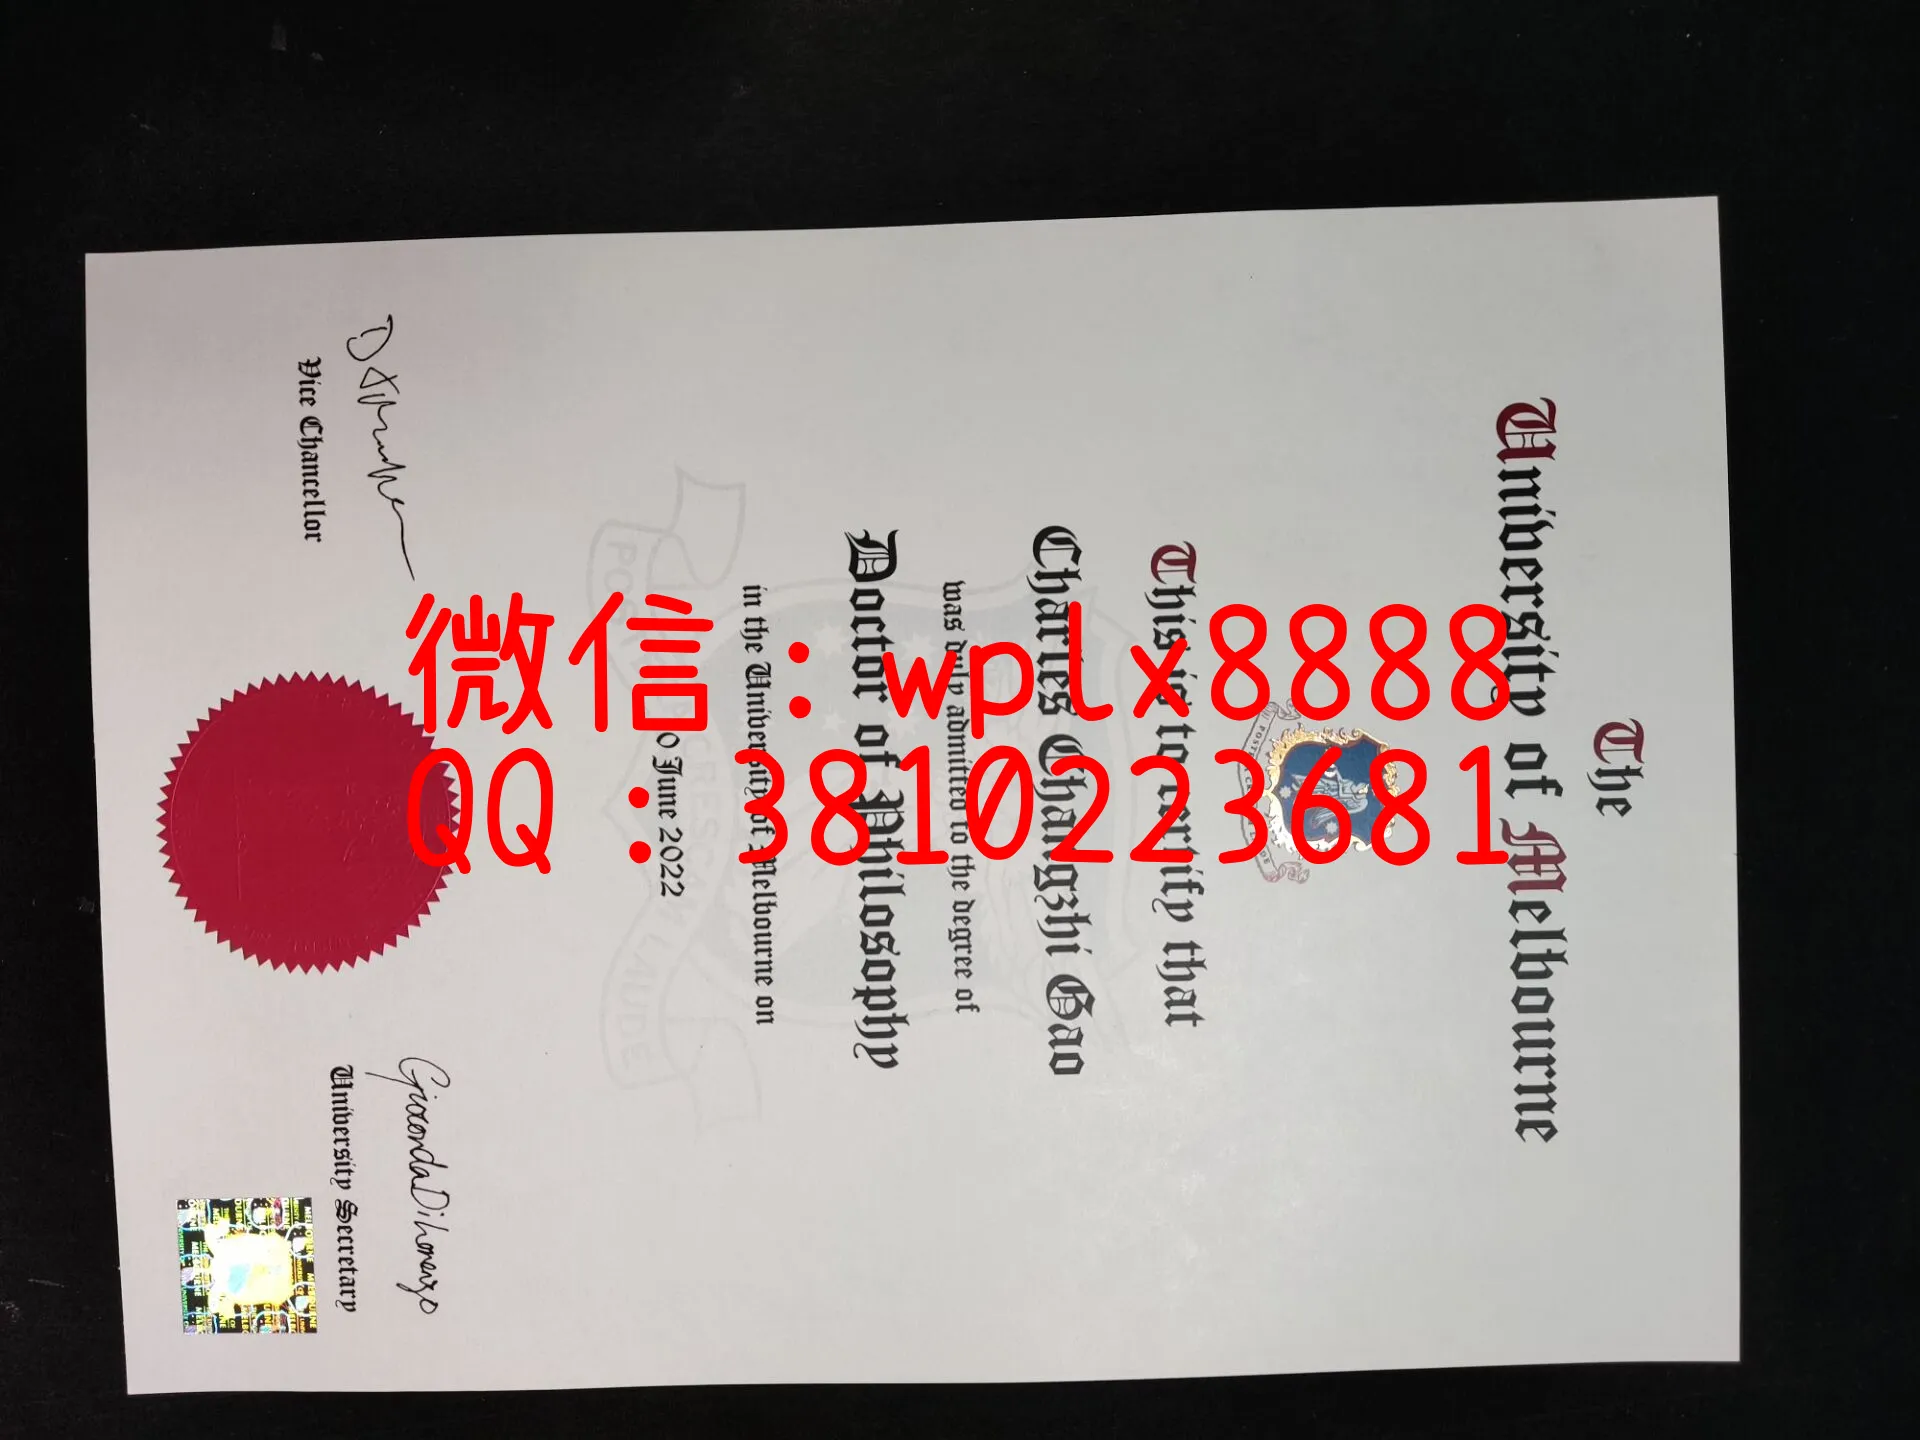 The
University of Melbourne
This is to certify that
Charles Changzhi Gao
was duly admitted to the degree of
Doctor of Philosophy
in the University of Melbourne on
0 June 2022
Vice Chancellor
University Secretary
微信：wplx8888
QQ：3810223681